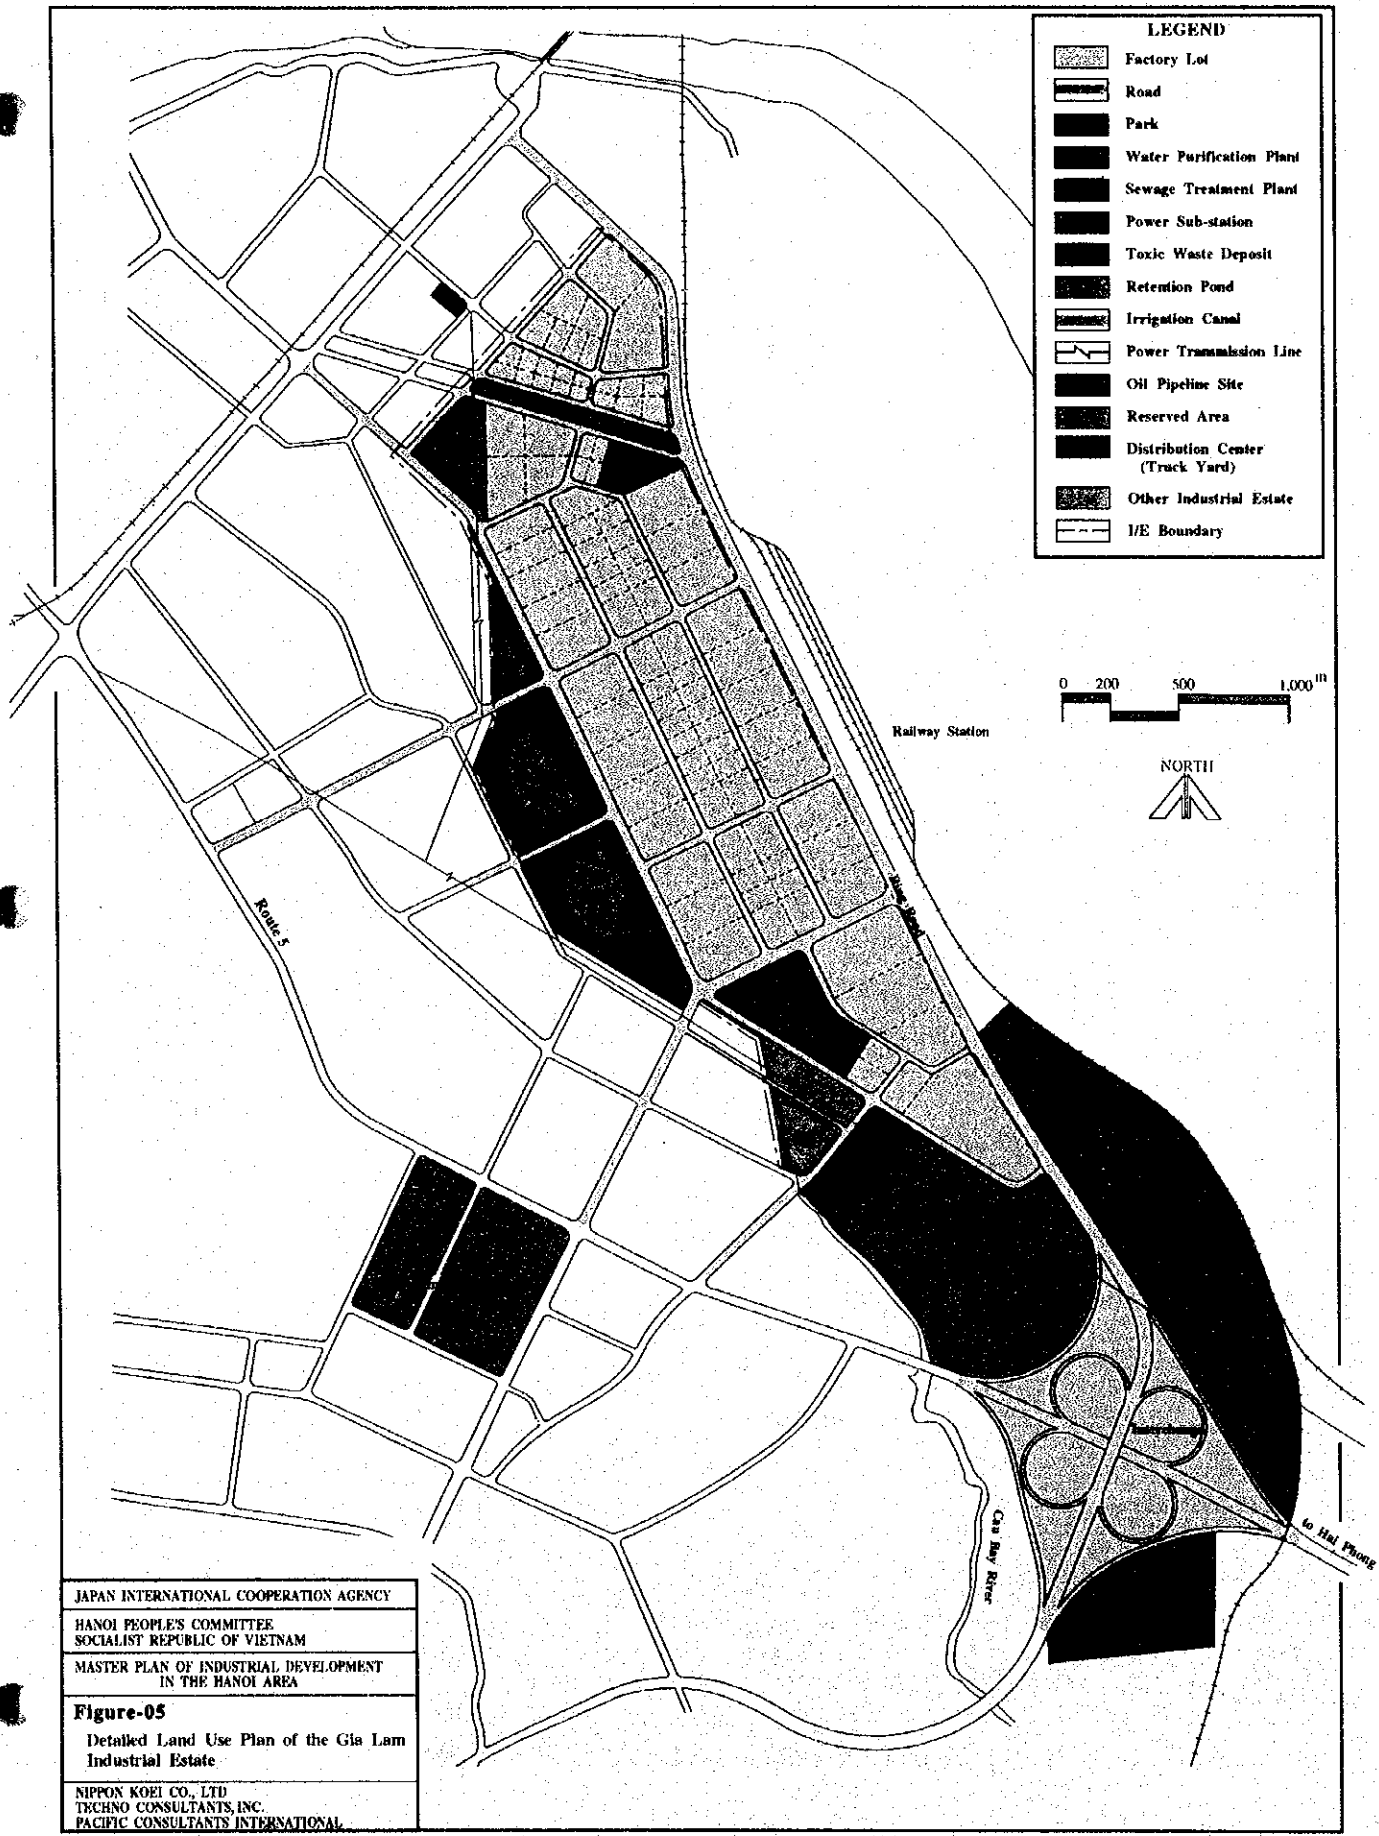 LEGEND
Factory Lot
Road
Park
Water Purification Plant
Sewage Treatment Plant
Power Sub-station
Toxic Waste Deposit
Retention Pond
Irrigation Canal
Power Transmission Line
Oil Pipeline Site
Reserved Area
Distribution Center
(Truck Yard)
Other Industrial Estate
I/E Boundary
0 200 500 1,000 m
Railway Station
NORTH
Ring Road
Route 5
Interchange
Cau Bay River
to Hai Phong
JAPAN INTERNATIONAL COOPERATION AGENCY
HANOI PEOPLE'S COMMITTEE
SOCIALIST REPUBLIC OF VIETNAM
MASTER PLAN OF INDUSTRIAL DEVELOPMENT
IN THE HANOI AREA
Figure-05
Detailed Land Use Plan of the Gia Lam
Industrial Estate
NIPPON KOEI CO., LTD
TECHNO CONSULTANTS, INC.
PACIFIC CONSULTANTS INTERNATIONAL